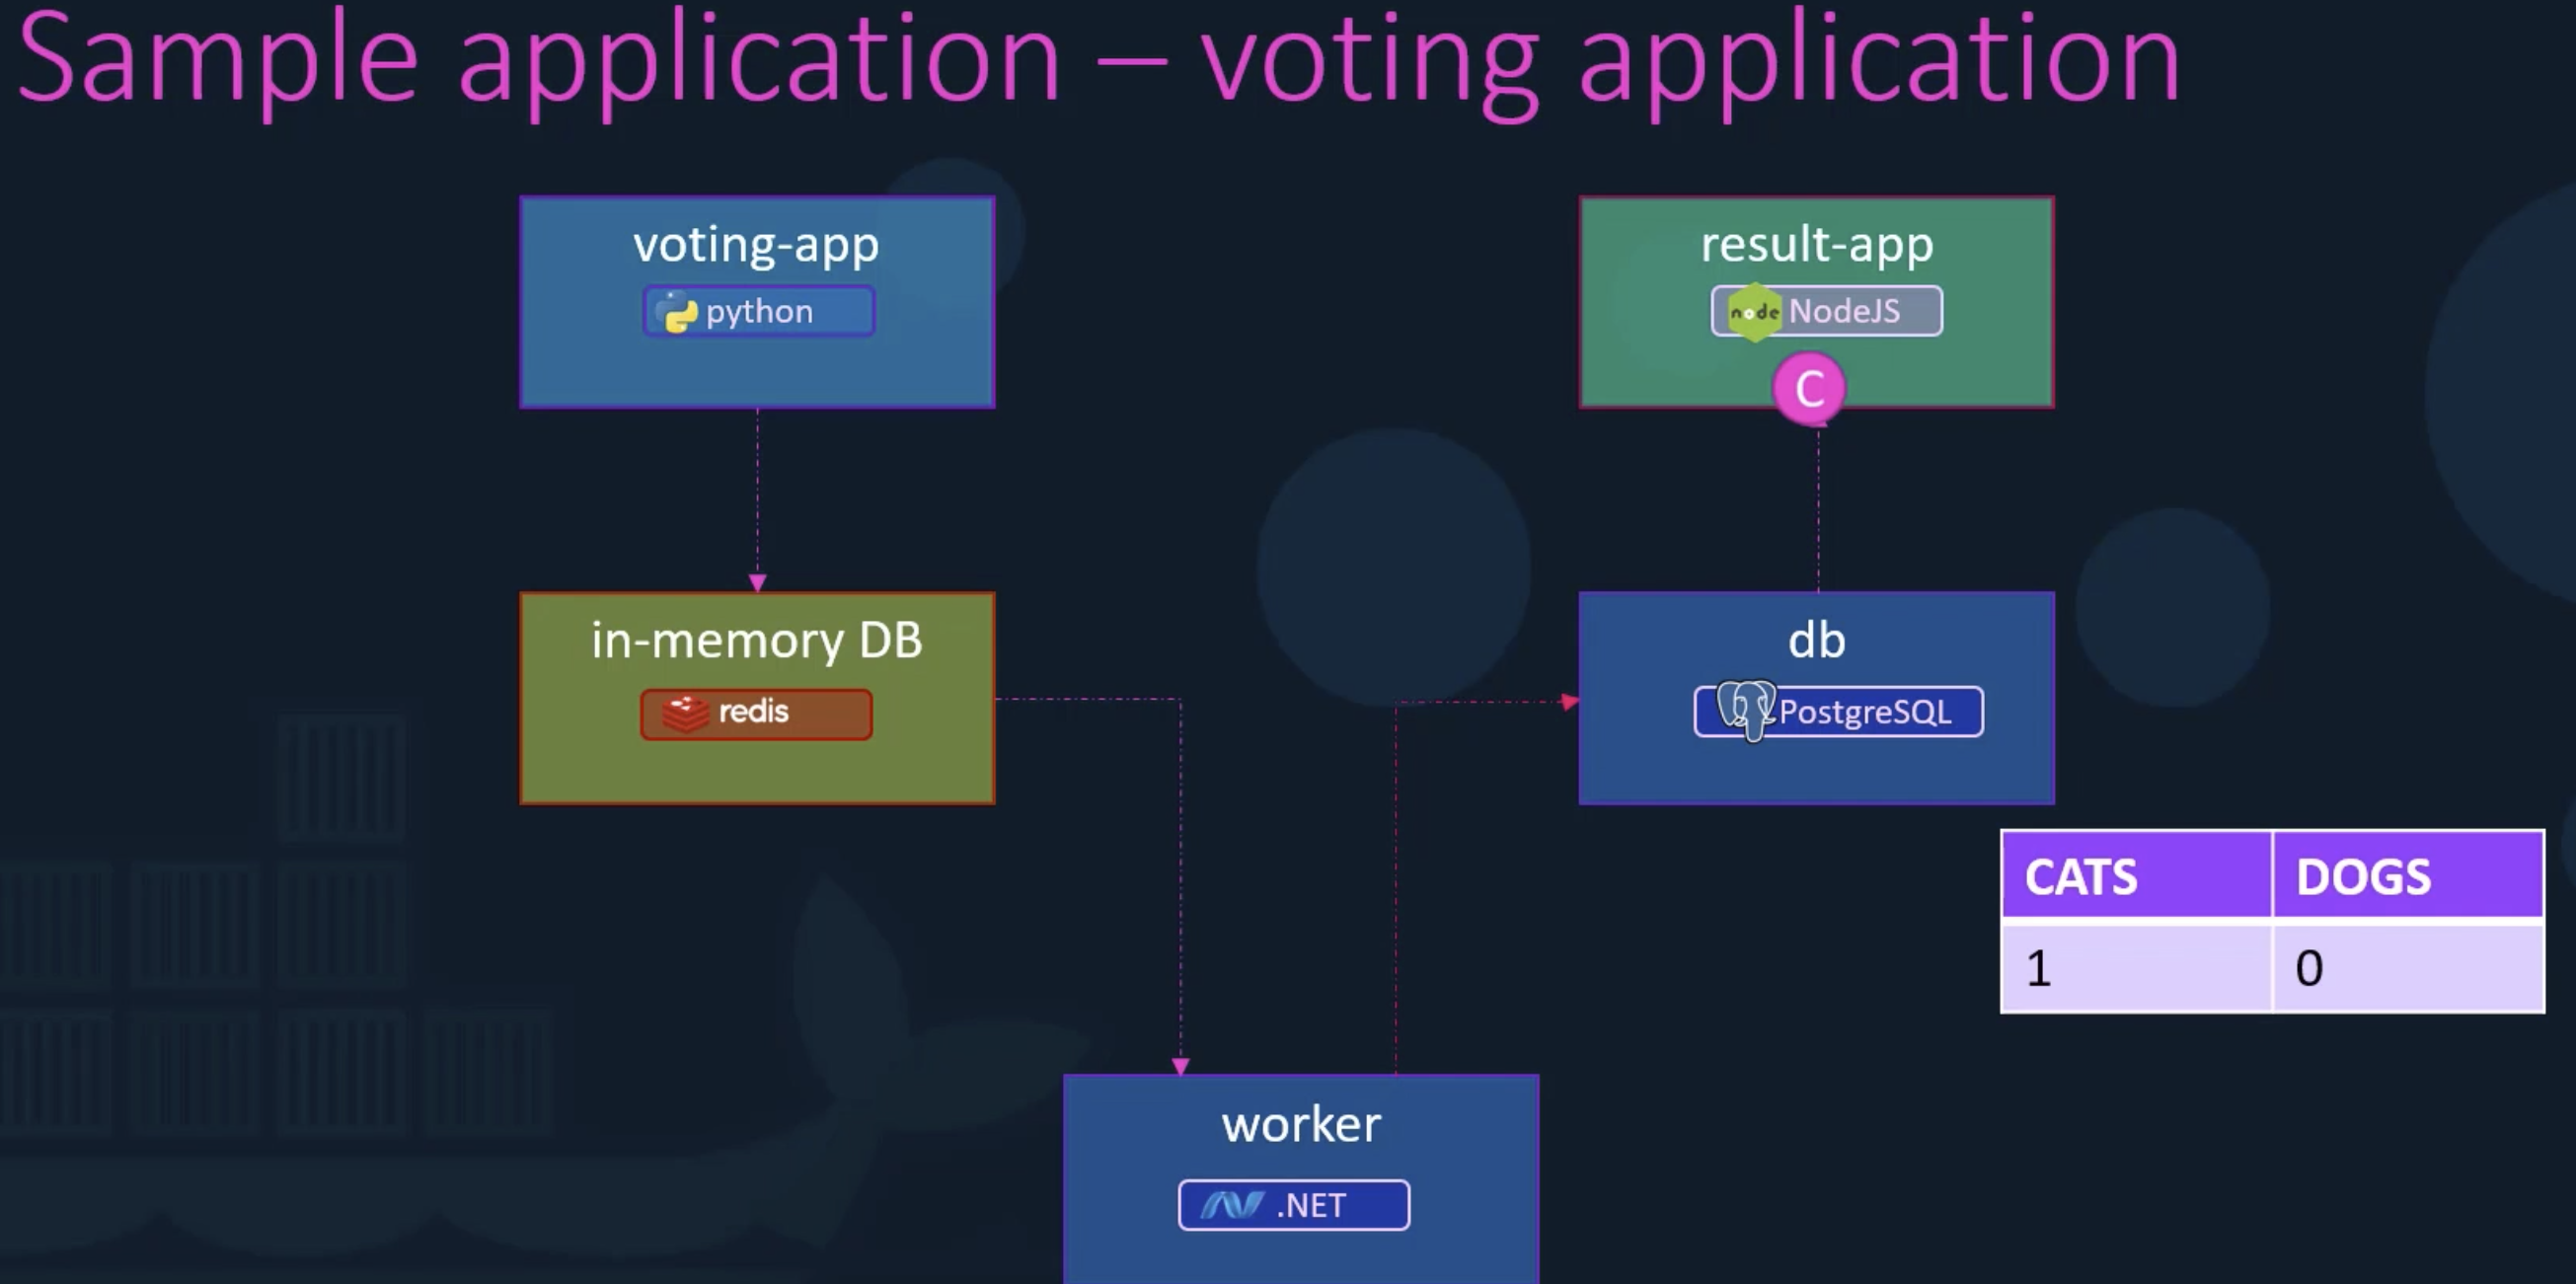 Sample application – voting application
voting-app
python
result-app
node NodeJS
C
in-memory DB
redis
db
PostgreSQL
CATS DOGS
1 0
worker
.NET